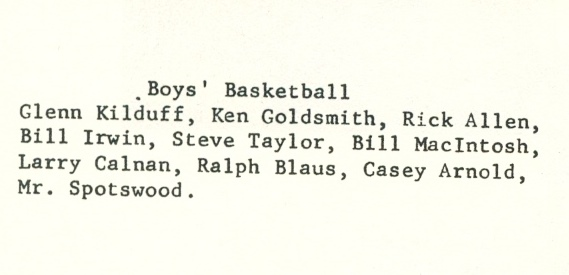 .Boys' Basketball
Glenn Kilduff, Ken Goldsmith, Rick Allen,
Bill Irwin, Steve Taylor, Bill MacIntosh,
Larry Calnan, Ralph Blaus, Casey Arnold,
Mr. Spotswood.